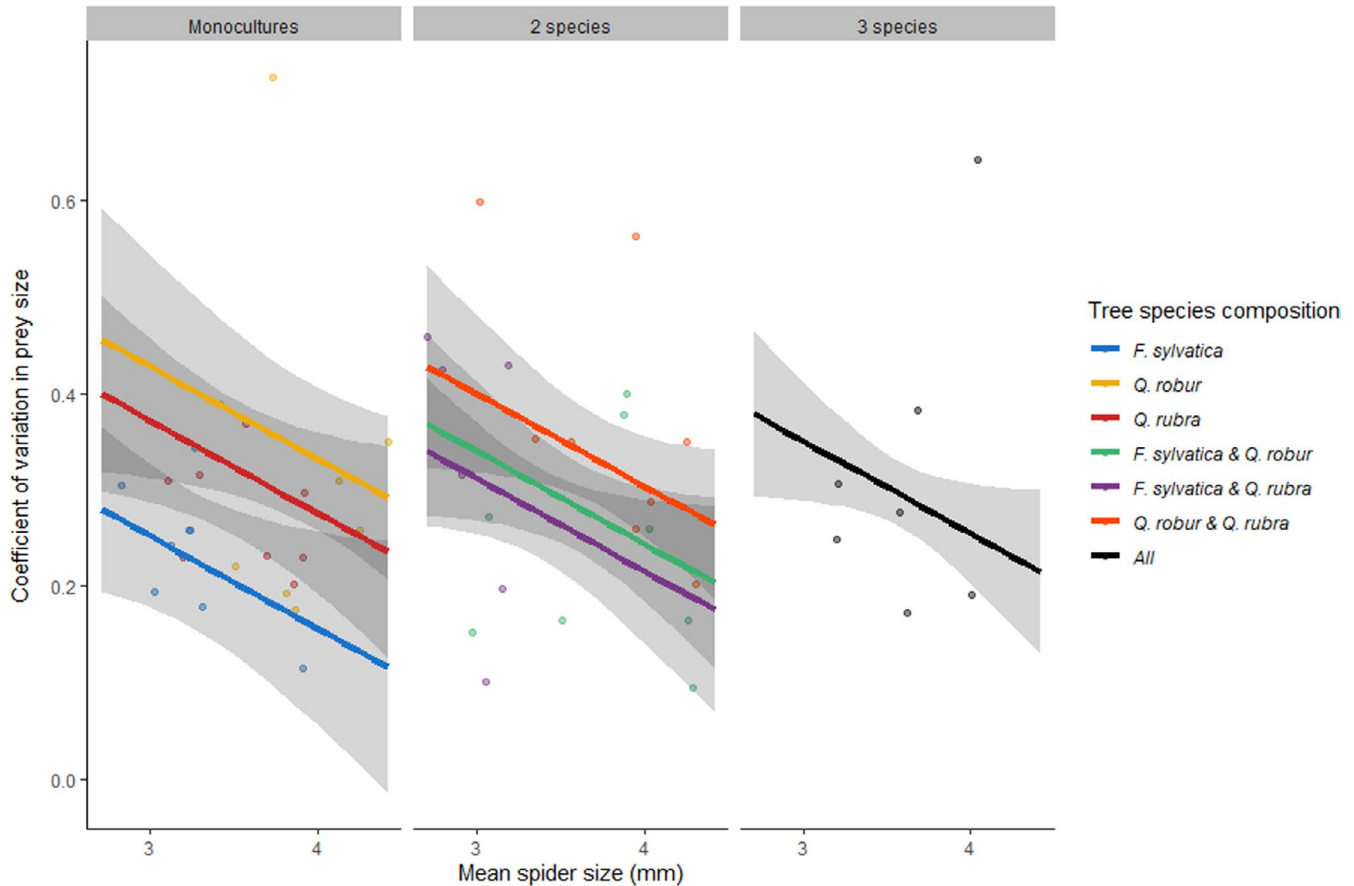 Monocultures
2 species
3 species
Coefficient of variation in prey size
0.6
0.4
0.2
0.0
3
4
3
4
3
4
Mean spider size (mm)
Tree species composition
F. sylvatica
Q. robur
Q. rubra
F. sylvatica & Q. robur
F. sylvatica & Q. rubra
Q. robur & Q. rubra
All